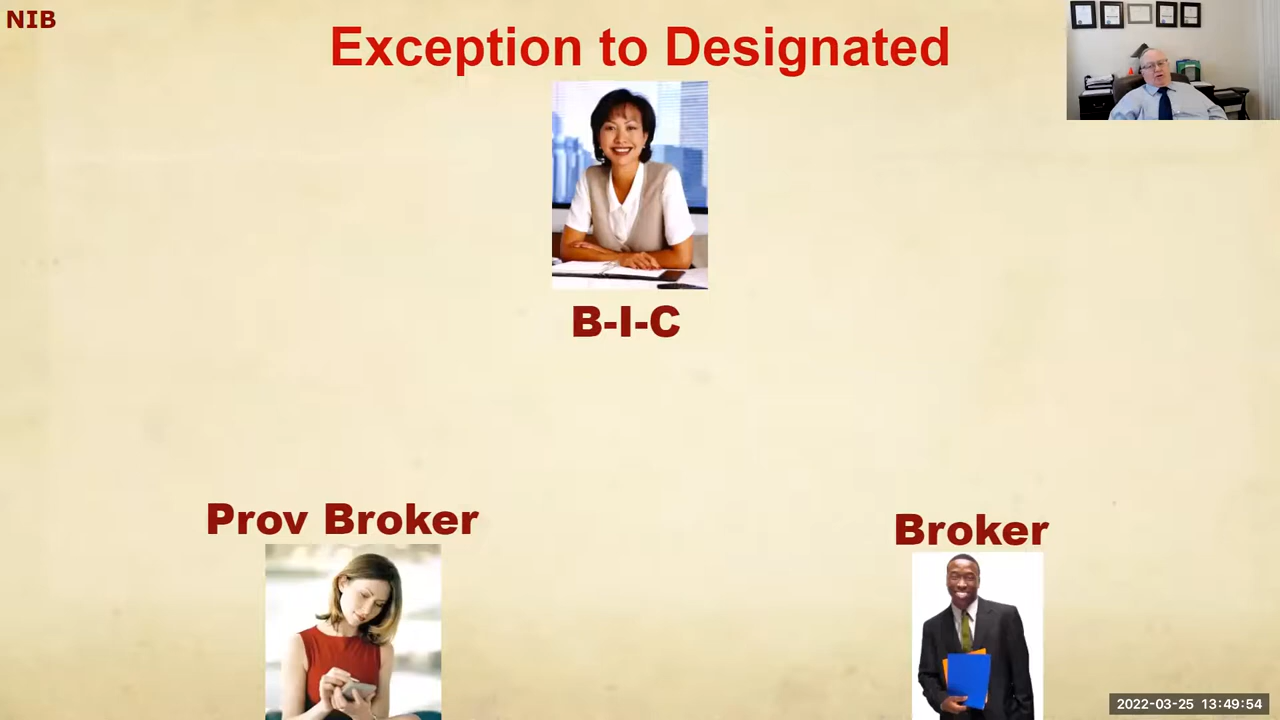 NIB
Exception to Designated
B-I-C
Prov Broker
Broker
2022-03-25 13:49:54